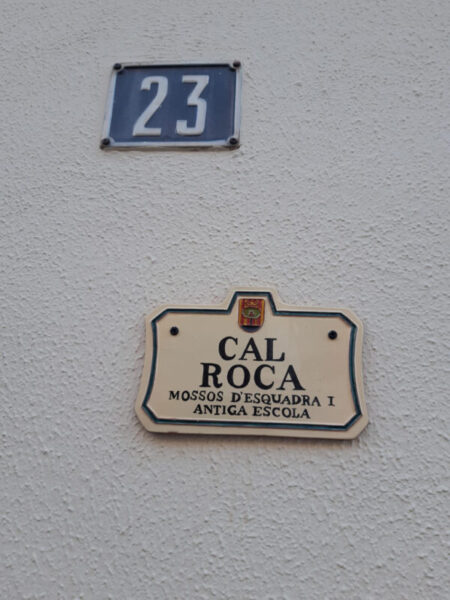 23
CAL
ROCA
MOSSOS D'ESQUADRA I
ANTIGA ESCOLA